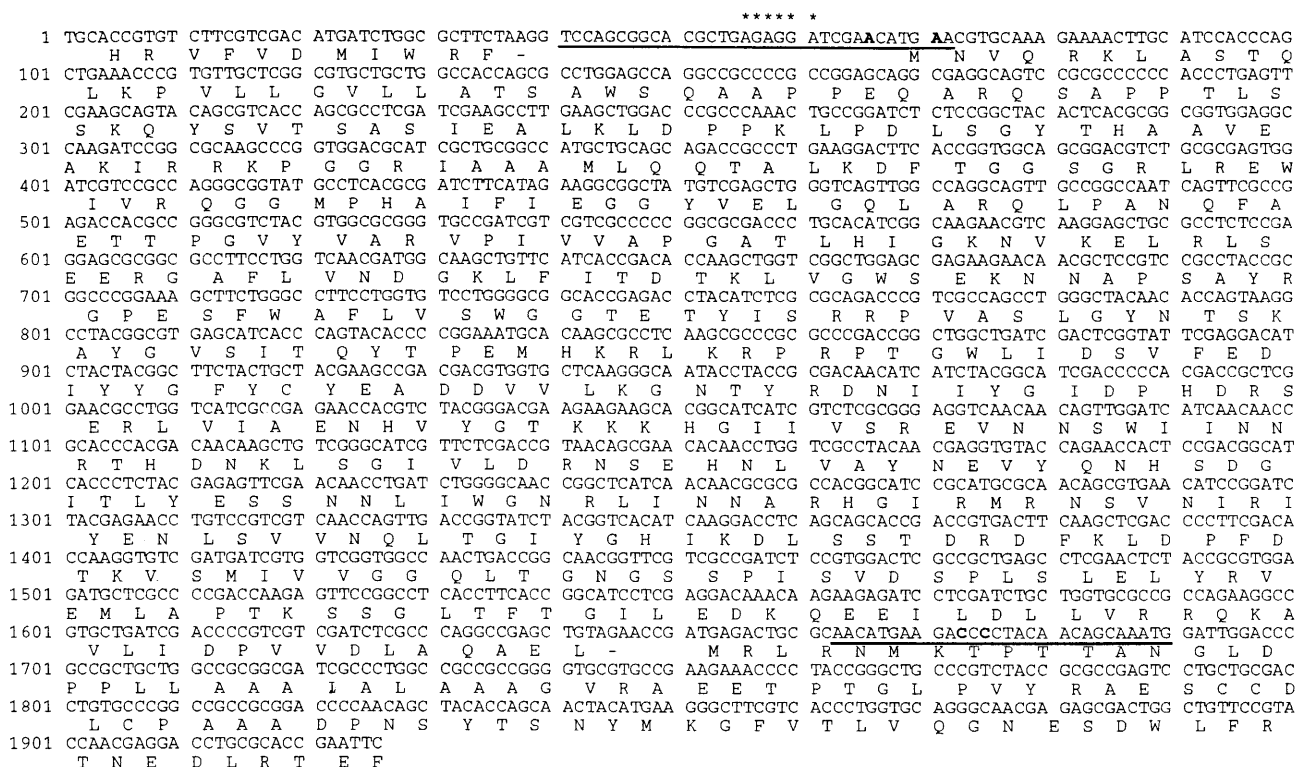 ***** *
1 TGCACCGTGT CTTCGTCGAC ATGATCTGGC GCTTCTAAGG TCCAGCGGCA CGCTGAGAGG ATCGAACATG AACGTGCAAA GAAAACTTGC ATCCACCCAG
H R V F V D M I W R F - M N V Q R K L A S T Q
101 CTGAAACCCG TGTTGCTCGG CGTGCTGCTG GCCACCAGCG CCTGGAGCCA GGCCGCCCCG CCGGAGCAGG CGAGGCAGTC CGCGCCCCCC ACCCTGAGTT
L K P V L L G V L L A T S A W S Q A A P P E Q A R Q S A P P T L S
201 CGAAGCAGTA CAGCGTCACC AGCGCCTCGA TCGAAGCCTT GAAGCTGGAC CCGCCCAAAC TGCCGGATCT CTCCGGCTAC ACTCACGCGG CGGTGGAGGC
S K Q Y S V T S A S I E A L K L D P P K L P D L S G Y T H A A V E
301 CAAGATCCGG CGCAAGCCCG GTGGACGCAT CGCTGCGGCC ATGCTGCAGC AGACCGCCCT GAAGGACTTC ACCGGTGGCA GCGGACGTCT GCGCGAGTGG
A K I R R K P G G R I A A A M L Q Q T A L K D F T G G S G R L R E W
401 ATCGTCCGCC AGGGCGGTAT GCCTCACGCG ATCTTCATAG AAGGCGGCTA TGTCGAGCTG GGTCAGTTGG CCAGGCAGTT GCCGGCCAAT CAGTTCGCCG
I V R Q G G M P H A I F I E G G Y V E L G Q L A R Q L P A N Q F A
501 AGACCACGCC GGGCGTCTAC GTGGCGCGGG TGCCGATCGT CGTCGCCCCC GGCGCGACCC TGCACATCGG CAAGAACGTC AAGGAGCTGC GCCTCTCCGA
E T T P G V Y V A R V P I V V A P G A T L H I G K N V K E L R L S
601 GGAGCGCGGC GCCTTCCTGG TCAACGATGG CAAGCTGTTC ATCACCGACA CCAAGCTGGT CGGCTGGAGC GAGAAGAACA ACGCTCCGTC CGCCTACCGC
E E R G A F L V N D G K L F I T D T K L V G W S E K N N A P S A Y R
701 GGCCCGGAAA GCTTCTGGGC CTTCCTGGTG TCCTGGGGCG GCACCGAGAC CTACATCTCG CGCAGACCCG TCGCCAGCCT GGGCTACAAC ACCAGTAAGG
G P E S F W A F L V S W G G T E T Y I S R R P V A S L G Y N T S K
801 CCTACGGCGT GAGCATCACC CAGTACACCC CGGAAATGCA CAAGCGCCTC AAGCGCCCGC GCCCGACCGG CTGGCTGATC GACTCGGTAT TCGAGGACAT
A Y G V S I T Q Y T P E M H K R L K R P R P T G W L I D S V F E D
901 CTACTACGGC TTCTACTGCT ACGAAGCCGA CGACGTGGTG CTCAAGGGCA ATACCTACCG CGACAACATC ATCTACGGCA TCGACCCCCA CGACCGCTCG
I Y Y G F Y C Y E A D D V V L K G N T Y R D N I I Y G I D P H D R S
1001 GAACGCCTGG TCATCGCCGA GAACCACGTC TACGGGACGA AGAAGAAGCA CGGCATCATC GTCTCGCGGG AGGTCAACAA CAGTTGGATC ATCAACAACC
E R L V I A E N H V Y G T K K K H G I I V S R E V N N S W I I N N
1101 GCACCCACGA CAACAAGCTG TCGGGCATCG TTCTCGACCG TAACAGCGAA CACAACCTGG TCGCCTACAA CGAGGTGTAC CAGAACCACT CCGACGGCAT
R T H D N K L S G I V L D R N S E H N L V A Y N E V Y Q N H S D G
1201 CACCCTCTAC GAGAGTTCGA ACAACCTGAT CTGGGGCAAC CGGCTCATCA ACAACGCGCG CCACGGCATC CGCATGCGCA ACAGCGTGAA CATCCGGATC
I T L Y E S S N N L I W G N R L I N N A R H G I R M R N S V N I R I
1301 TACGAGAACC TGTCCGTCGT CAACCAGTTG ACCGGTATCT ACGGTCACAT CAAGGACCTC AGCAGCACCG ACCGTGACTT CAAGCTCGAC CCCTTCGACA
Y E N L S V V N Q L T G I Y G H I K D L S S T D R D F K L D P F D
1401 CCAAGGTGTC GATGATCGTG GTCGGTGGCC AACTGACCGG CAACGGTTCG TCGCCGATCT CCGTGGACTC GCCGCTGAGC CTCGAACTCT ACCGCGTGGA
T K V S M I V V G G Q L T G N G S S P I S V D S P L S L E L Y R V
1501 GATGCTCGCC CCGACCAAGA GTTCCGGCCT CACCTTCACC GGCATCCTCG AGGACAAACA AGAAGAGATC CTCGATCTGC TGGTGCGCCG CCAGAAGGCC
E M L A P T K S S G L T F T G I L E D K Q E E I L D L L V R R Q K A
1601 GTGCTGATCG ACCCCGTCGT CGATCTCGCC CAGGCCGAGC TGTAGAACCG ATGAGACTGC GCAACATGAA GACCCCTACA ACAGCAAATG GATTGGACCC
V L I D P V V D L A Q A E L - M R L R N M K T P T T A N G L D
1701 GCCGCTGCTG GCCGCGGCGA TCGCCCTGGC CGCCGCCGGG GTGCGTGCCG AAGAAACCCC TACCGGGCTG CCCGTCTACC GCGCCGAGTC CTGCTGCGAC
P P L L A A A I A L A A A G V R A E E T P T G L P V Y R A E S C C D
1801 CTGTGCCCGG CCGCCGCGGA CCCCAACAGC TACACCAGCA ACTACATGAA GGGCTTCGTC ACCCTGGTGC AGGGCAACGA GAGCGACTGG CTGTTCCGTA
L C P A A A D P N S Y T S N Y M K G F V T L V Q G N E S D W L F R
1901 CCAACGAGGA CCTGCGCACC GAATTC
T N E D L R T E F